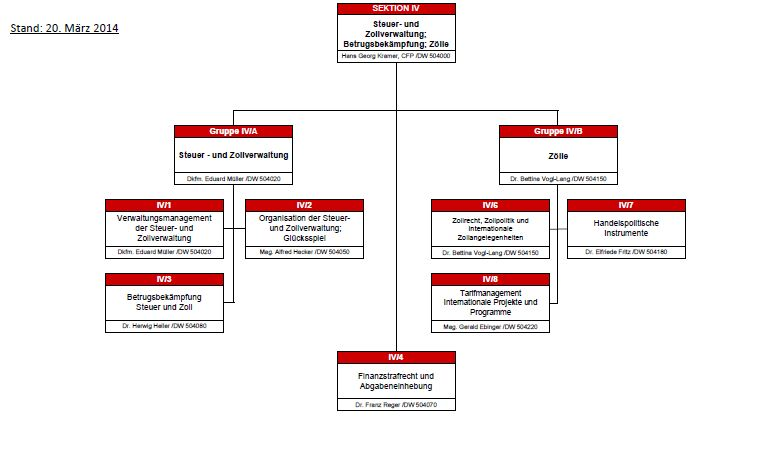 Stand: 20. März 2014
SEKTION IV
Steuer- und
Zollverwaltung;
Betrugsbekämpfung; Zölle
Hans Georg Kramer, CFP /DW 504000
Gruppe IV/A
Steuer - und Zollverwaltung
Dkfm. Eduard Müller /DW 504020
Gruppe IV/B
Zölle
Dr. Bettina Vogl-Lang /DW 504150
IV/1
Verwaltungsmanagement
der Steuer- und
Zollverwaltung
Dkfm. Eduard Müller /DW 504020
IV/2
Organisation der Steuer-
und Zollverwaltung;
Glücksspiel
Mag. Alfred Hacker /DW 504050
IV/6
Zollrecht, Zollpolitik und
internationale
Zollangelegenheiten
Dr. Bettina Vogl-Lang /DW 504150
IV/7
Handelspolitische
Instrumente
Dr. Elfriede Fritz /DW 504180
IV/3
Betrugsbekämpfung
Steuer und Zoll
Dr. Herwig Heller /DW 504080
IV/8
Tarifmanagement
Internationale Projekte und
Programme
Mag. Gerald Ebinger /DW 504220
IV/4
Finanzstrafrecht und
Abgabeneinhebung
Dr. Franz Reger /DW 504070